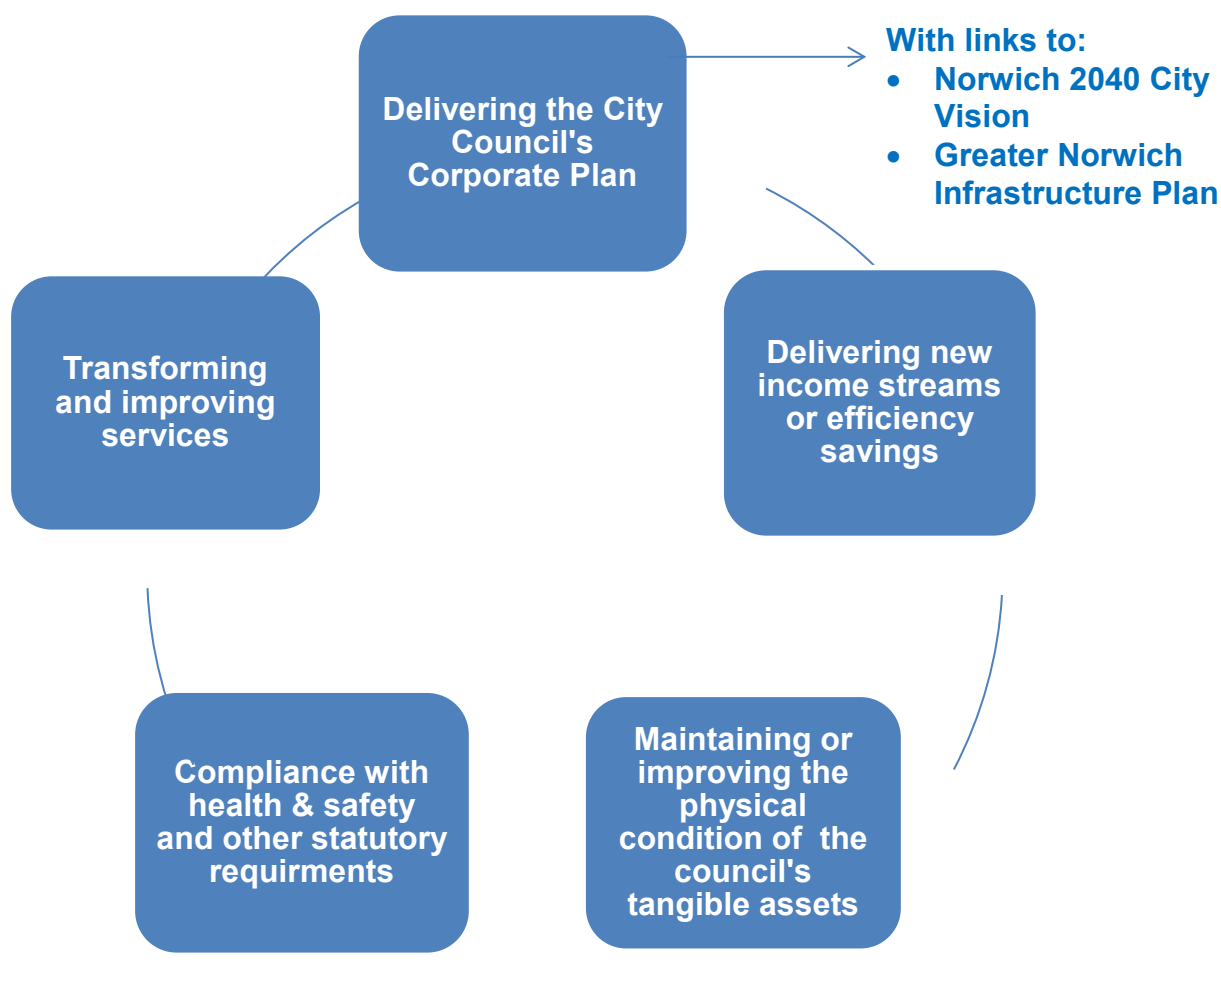 Delivering the City
Council's
Corporate Plan
With links to:
• Norwich 2040 City
Vision
• Greater Norwich
Infrastructure Plan
Transforming
and improving
services
Delivering new
income streams
or efficiency
savings
Compliance with
health & safety
and other statutory
requirments
Maintaining or
improving the
physical
condition of  the
council's
tangible assets